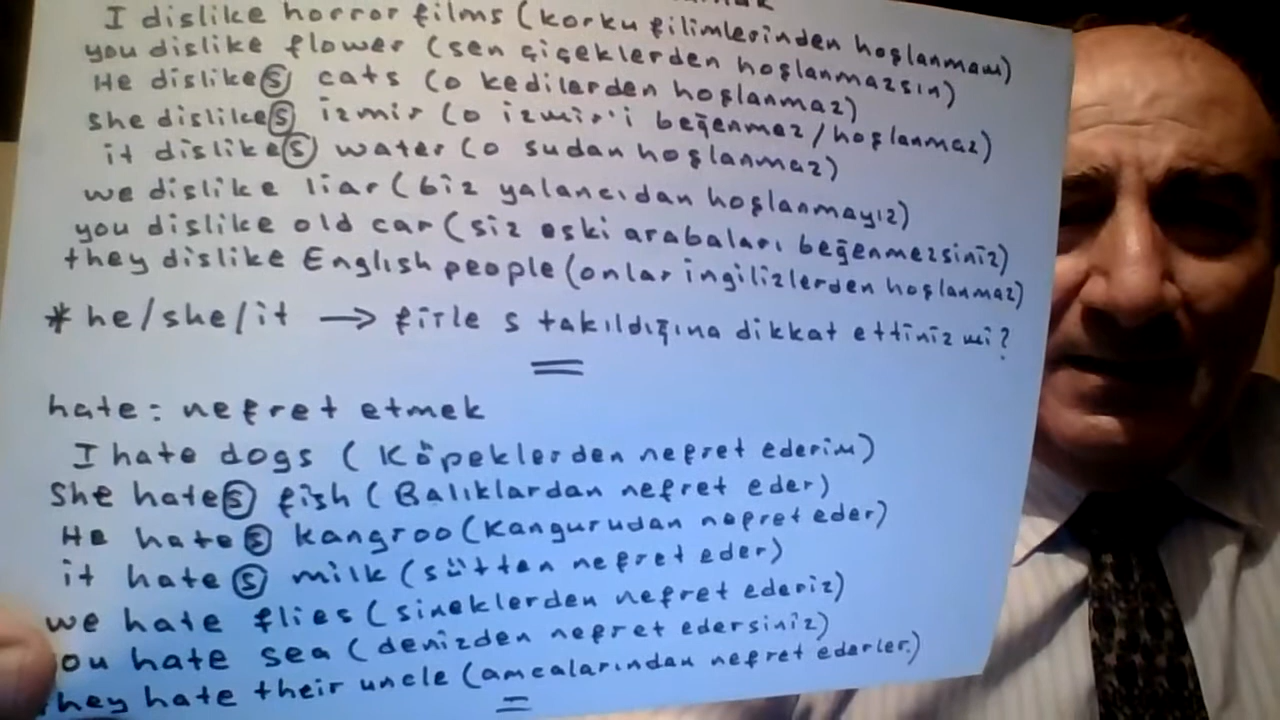 I dislike horror films (korku filimlerinden hoşlanmam)
you dislike flower (sen çiçeklerden hoşlanmazsın)
He dislikes cats (o kedilerden hoşlanmaz)
she dislikes izmir (o izmir'i beğenmez/hoşlanmaz)
it dislikes water (o sudan hoşlanmaz)
we dislike liar (biz yalancıdan hoşlanmayız)
you dislike old car (siz eski arabaları beğenmezsiniz)
they dislike English people (onlar ingilizlerden hoşlanmaz)
* he/she/it → fiile s takıldığına dikkat ettiniz mi?
hate: nefret etmek
I hate dogs (Köpeklerden nefret ederim)
She hates fish (Balıklardan nefret eder)
He hates kangroo (kangurudan nefret eder)
it hates milk (sütten nefret eder)
we hate flies (sineklerden nefret ederiz)
ou hate sea (denizden nefret edersiniz)
hey hate their uncle (amcalarından nefret ederler.)